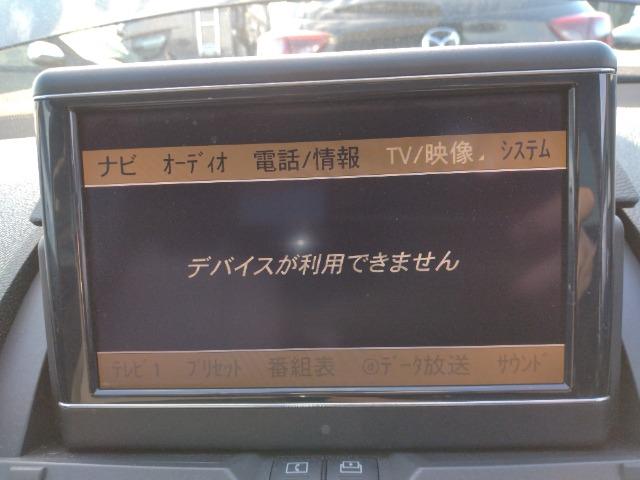 ナビ オーディオ 電話/情報 TV/映像 システム
デバイスが利用できません
テレビ1 プリセット 番組表 ⓓデータ放送 サウンド